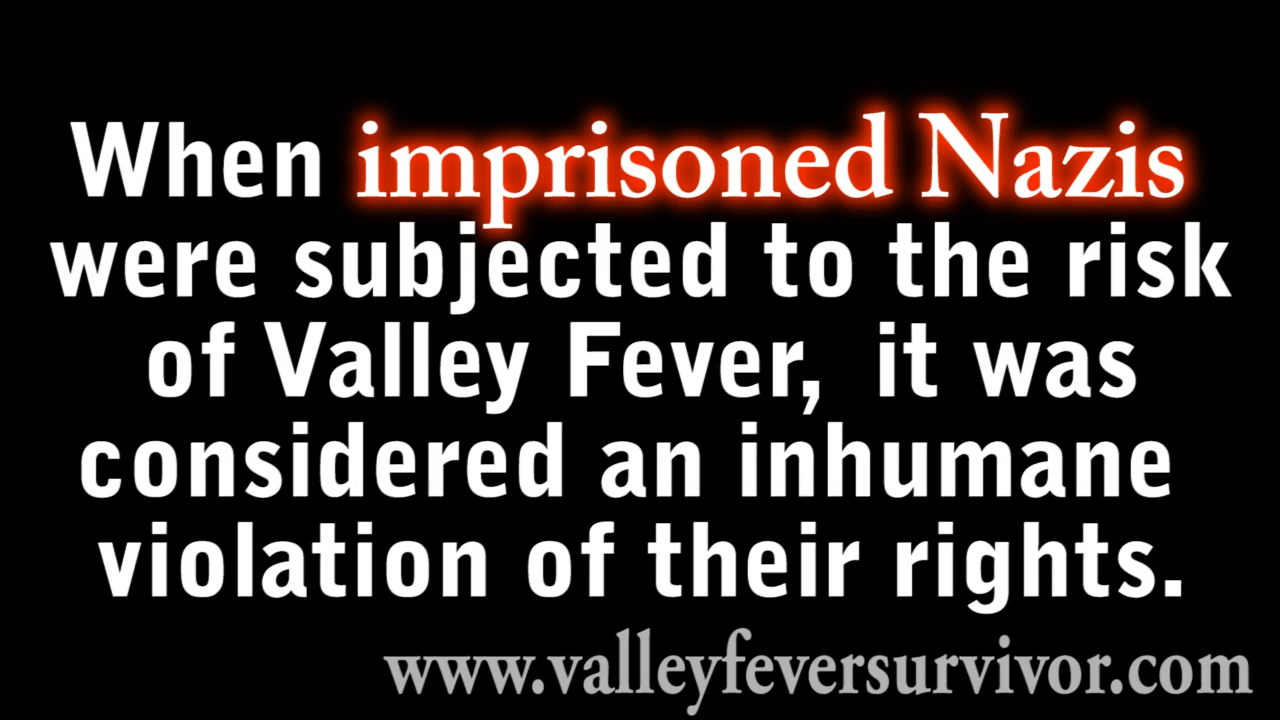 When imprisoned Nazis
were subjected to the risk
of Valley Fever, it was
considered an inhumane
violation of their rights.
www.valleyfeversurvivor.com